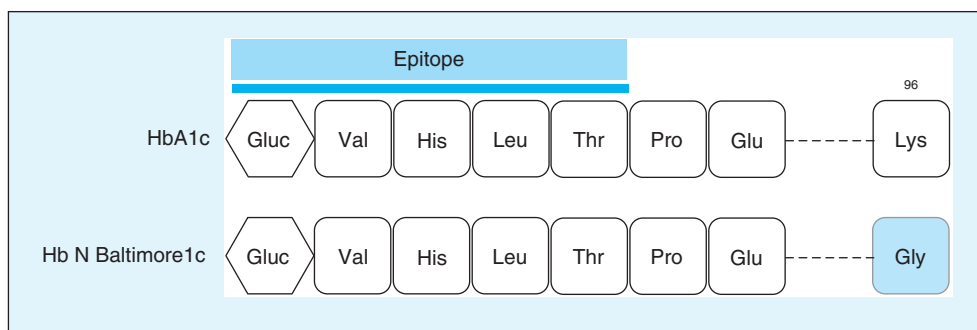 Epitope
96
HbA1c Gluc Val His Leu Thr Pro Glu Lys
Hb N Baltimore1c Gluc Val His Leu Thr Pro Glu Gly